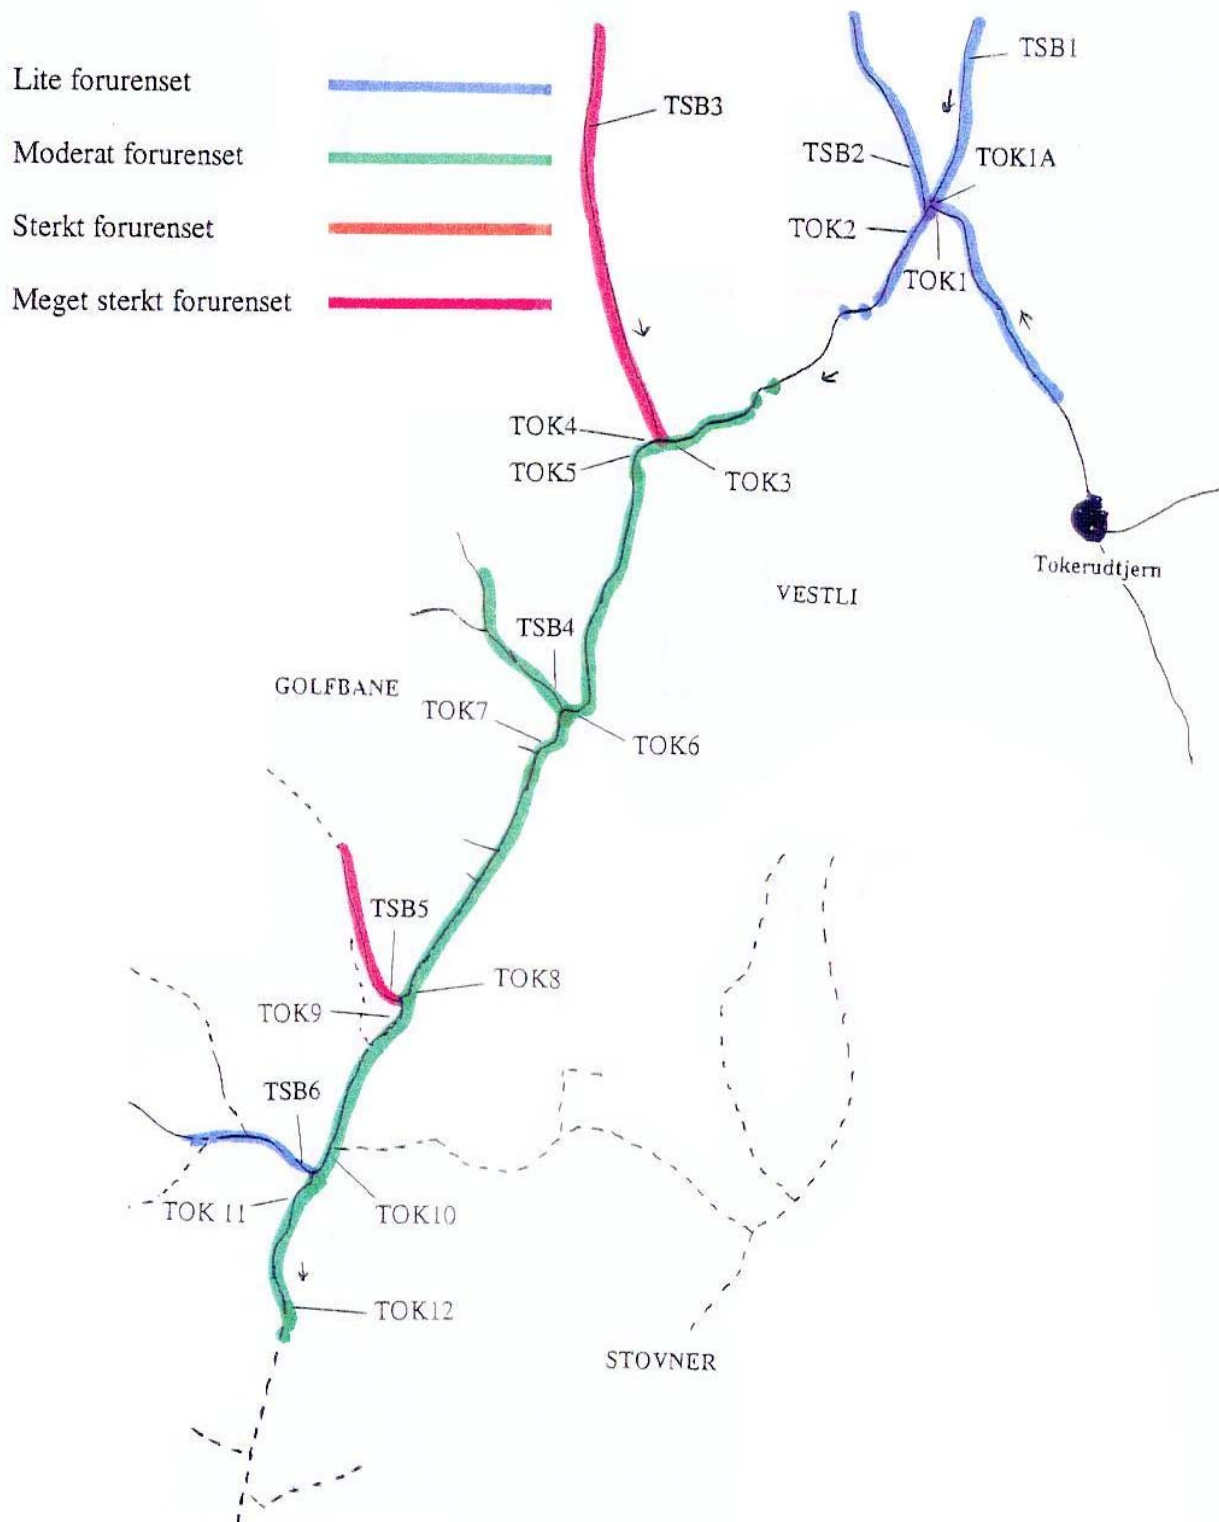 Lite forurenset
Moderat forurenset
Sterkt forurenset
Meget sterkt forurenset
TSB1
TSB3
TSB2
TOK1A
TOK2
TOK1
TOK4
TOK5
TOK3
Tokerudtjern
VESTLI
TSB4
GOLFBANE
TOK7
TOK6
TSB5
TOK8
TOK9
TSB6
TOK 11
TOK10
TOK12
STOVNER